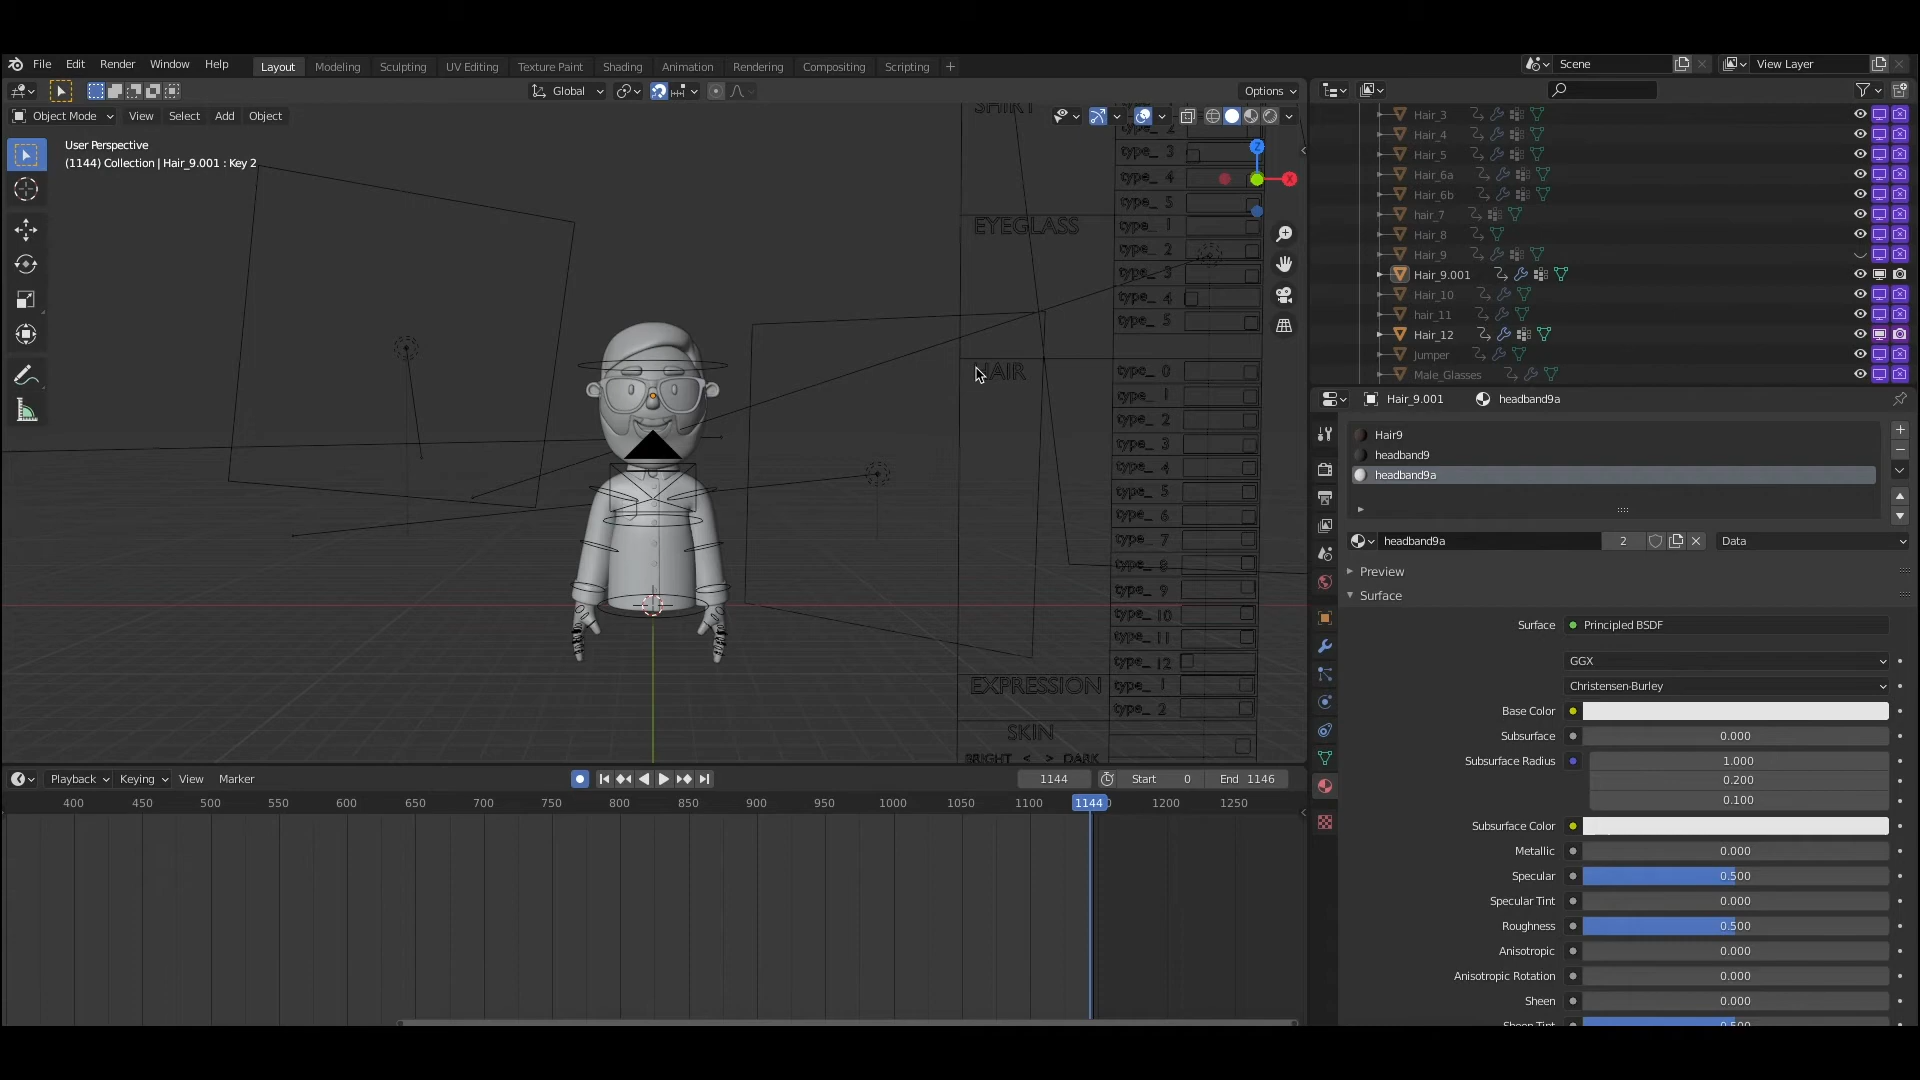 File Edit Render Window Help Layout Modeling Sculpting UV Editing Texture Paint Shading Animation Rendering Compositing Scripting + Scene View Layer
Global Options
Object Mode View Select Add Object
User Perspective
(1144) Collection | Hair_9.001 : Key 2
SHIRT
type_ 2
type_ 3
type_ 4
type_ 5
EYEGLASS type_ 1
type_ 2
type_ 3
type_ 4
type_ 5
HAIR type_ 0
type_ 1
type_ 2
type_ 3
type_ 4
type_ 5
type_ 6
type_ 7
type_ 8
type_ 9
type_ 10
type_ 11
type_ 12
EXPRESSION type_ 1
type_ 2
SKIN
BRIGHT < > DARK
Z
X
Hair_3
Hair_4
Hair_5
Hair_6a
Hair_6b
hair_7
Hair_8
Hair_9
Hair_9.001
Hair_10
hair_11
Hair_12
Jumper
Male_Glasses
Hair_9.001 headband9a
Hair9
headband9
headband9a
headband9a 2 Data
Preview
Surface
Surface Principled BSDF
GGX
Christensen-Burley
Base Color
Subsurface 0.000
Subsurface Radius 1.000
0.200
0.100
Subsurface Color
Metallic 0.000
Specular 0.500
Specular Tint 0.000
Roughness 0.500
Anisotropic 0.000
Anisotropic Rotation 0.000
Sheen 0.000
Sheen Tint 0.500
Playback Keying View Marker 1144 Start 0 End 1146
400 450 500 550 600 650 700 750 800 850 900 950 1000 1050 1100 1144 1200 1250